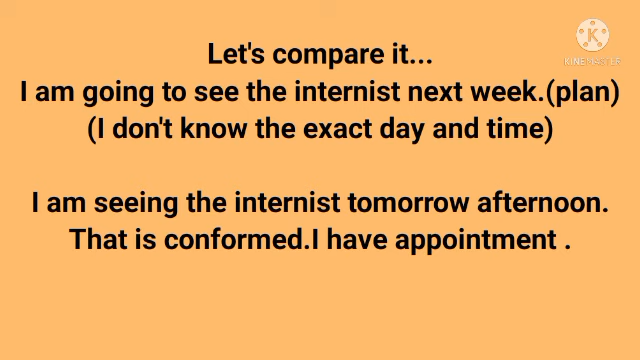 Let's compare it...
K
KINEMASTER
I am going to see the internist next week.(plan)
(I don't know the exact day and time)
I am seeing the internist tomorrow afternoon.
That is conformed.I have appointment .